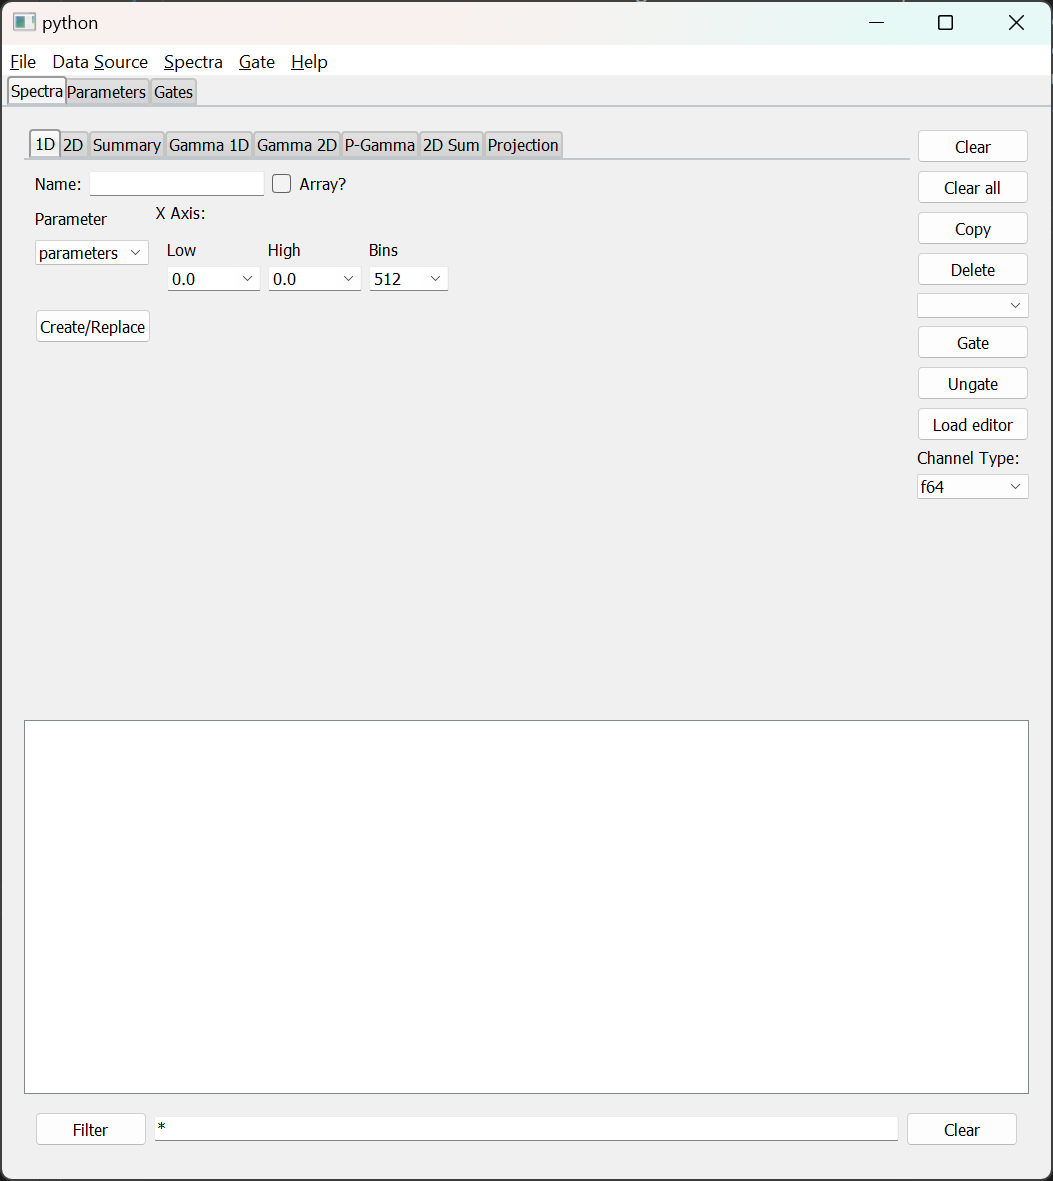 python
File Data Source Spectra Gate Help
Spectra Parameters Gates
1D 2D Summary Gamma 1D Gamma 2D P-Gamma 2D Sum Projection
Clear
Name: Array?
Clear all
Parameter X Axis:
Copy
parameters Low High Bins
0.0 0.0 512
Delete
Create/Replace
Gate
Ungate
Load editor
Channel Type:
f64
Filter * Clear